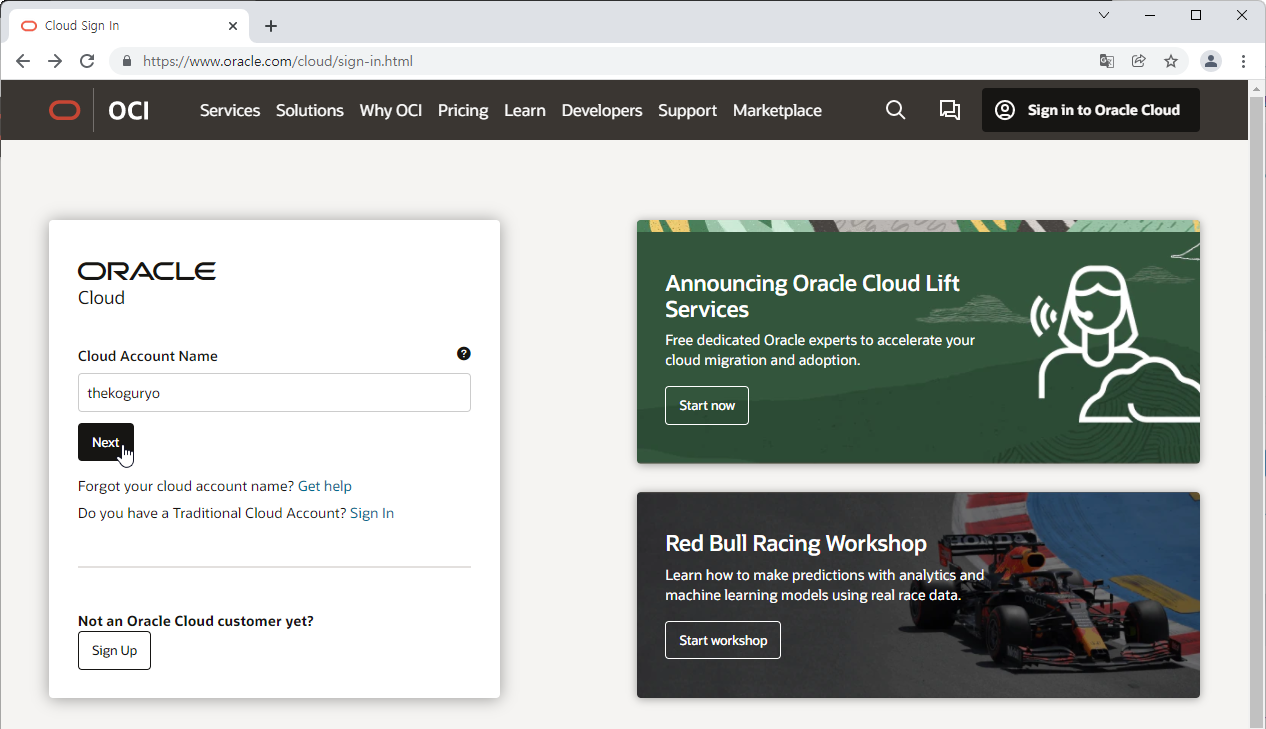 Cloud Sign In
https://www.oracle.com/cloud/sign-in.html
OCI
Services Solutions Why OCI Pricing Learn Developers Support Marketplace
Sign in to Oracle Cloud
ORACLE
Cloud
Cloud Account Name
?
thekoguryo
Next
Forgot your cloud account name? Get help
Do you have a Traditional Cloud Account? Sign In
Not an Oracle Cloud customer yet?
Sign Up
Announcing Oracle Cloud Lift
Services
Free dedicated Oracle experts to accelerate your
cloud migration and adoption.
Start now
Red Bull Racing Workshop
Learn how to make predictions with analytics and
machine learning models using real race data.
Start workshop
HONDA